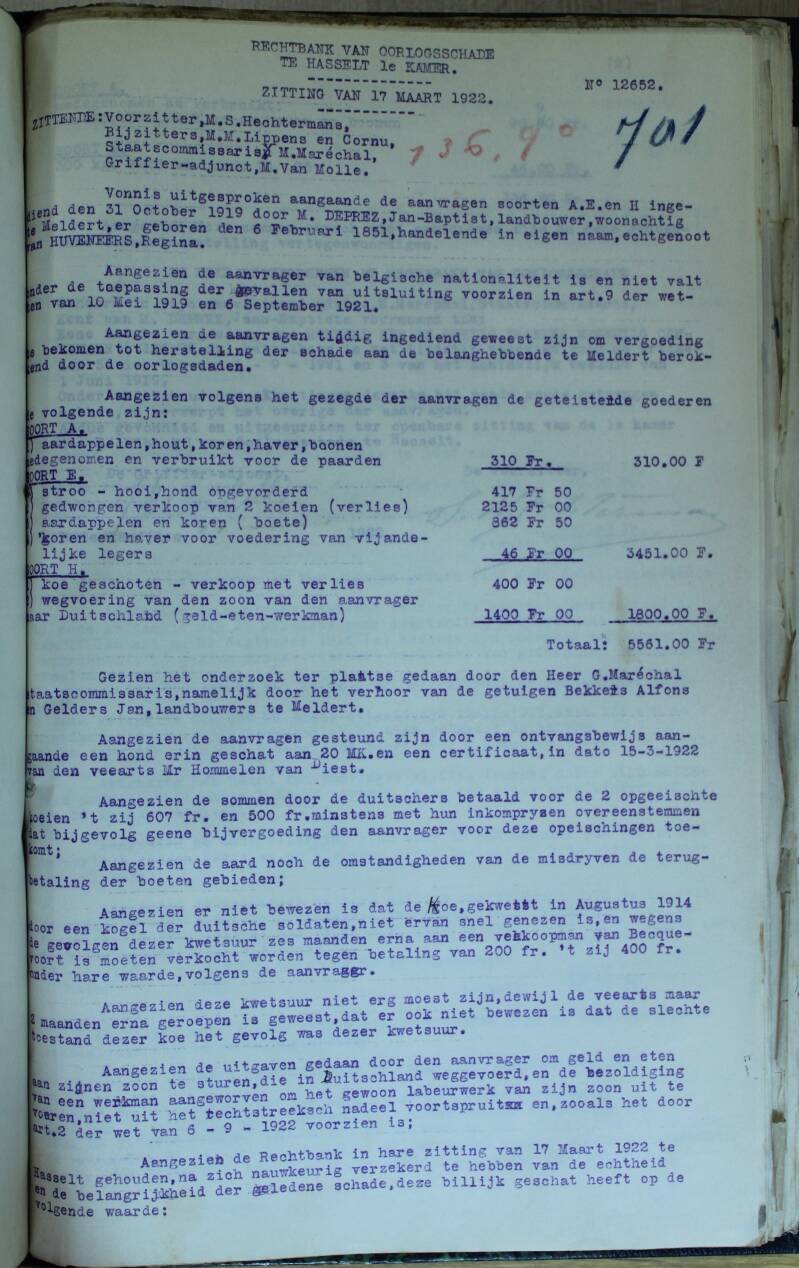 RECHTBANK VAN OORLOGSSCHADE
TE HASSELT 1e KAMER.
N° 12652.
ZITTING VAN 17 MAART 1922.
ZITTENDE:Voorzitter,M.S.Hechtermans,
Bijzitters,M.M.Lippens en Cornu,
Staatscommissaris, M.Maréchal,
Griffier-adjunct,M.Van Molle.
701
Vonnis uitgesproken aangaande de aanvragen soorten A.E.en H inge-
diend den 31 October 1919 door M. DEPREZ,Jan-Baptist,landbouwer,woonachtig
te Meldert,er geboren den 6 Februari 1851,handelende in eigen naam,echtgenoot
van HUVENEERS,Regina.
Aangezien de aanvrager van belgische nationaliteit is en niet valt
onder de toepassing der gevallen van uitsluiting voorzien in art.9 der wet-
ten van 10 Mei 1919 en 6 September 1921.
Aangezien de aanvragen tijdig ingediend geweest zijn om vergoeding
te bekomen tot herstelling der schade aan de belanghebbende te Meldert berok-
kend door de oorlogsdaden.
Aangezien volgens het gezegde der aanvragen de geteisteide goederen
de volgende zijn:
OORT A.
) aardappelen,hout,koren,haver,boonen
edegenomen en verbruikt voor de paarden 310 Fr. 310.00 F
OORT E.
) stroo - hooi,hond opgevorderd 417 Fr 50
) gedwongen verkoop van 2 koeien (verlies) 2125 Fr 00
) aardappelen en koren ( boete) 862 Fr 50
) koren en haver voor voedering van vijande-
lijke legers 46 Fr 00 3451.00 F.
OORT H.
) koe geschoten - verkoop met verlies 400 Fr 00
) wegvoering van den zoon van den aanvrager
aar Duitschland (geld-eten-werkman) 1400 Fr 00 1800.00 F.
Totaal: 5561.00 Fr
Gezien het onderzoek ter plaatse gedaan door den Heer G.Maréchal
staatscommissaris,namelijk door het verhoor van de getuigen Bekkers Alfons
en Gelders Jan,landbouwers te Meldert.
Aangezien de aanvragen gesteund zijn door een ontvangsbewijs aan-
gaande een hond erin geschat aan 20 MK.en een certificaat,in dato 15-3-1922
van den veearts Mr Hommelen van Diest.
Aangezien de sommen door de duitschers betaald voor de 2 opgeeischte
koeien 't zij 607 fr. en 500 fr.minstens met hun inkomprysen overeenstemmen
dat bijgevolg geene bijvergoeding den aanvrager voor deze opeischingen toe-
komt;
Aangezien de aard noch de omstandigheden van de misdryven de terug-
betaling der boeten gebieden;
Aangezien er niet bewezen is dat de Koe,gekwetst in Augustus 1914
door een kogel der duitsche soldaten,niet ervan snel genezen is,en wegens
de gevolgen dezer kwetsuur zes maanden erna aan een veekoopman van Becque-
voort is moeten verkocht worden tegen betaling van 200 fr. 't zij 400 fr.
onder hare waarde,volgens de aanvrager.
Aangezien deze kwetsuur niet erg moest zijn,dewijl de veearts maar
2 maanden erna geroepen is geweest,dat er ook niet bewezen is dat de slechte
toestand dezer koe het gevolg was dezer kwetsuur.
Aangezien de uitgaven gedaan door den aanvrager om geld en eten
aan zijnen zoon te sturen,die in Duitschland weggevoerd,en de bezoldiging
van een werkman aangeworven om het gewoon labeurwerk van zijn zoon uit te
voeren,niet uit het rechtstreeksch nadeel voortspruiten en,zooals het door
art.2 der wet van 6 - 9 - 1922 voorzien is;
Aangezien de Rechtbank in hare zitting van 17 Maart 1922 te
Hasselt gehouden,na zich nauwkeurig verzekerd te hebben van de echtheid
en de belangrijkheid der geledene schade,deze billijk geschat heeft op de
volgende waarde: